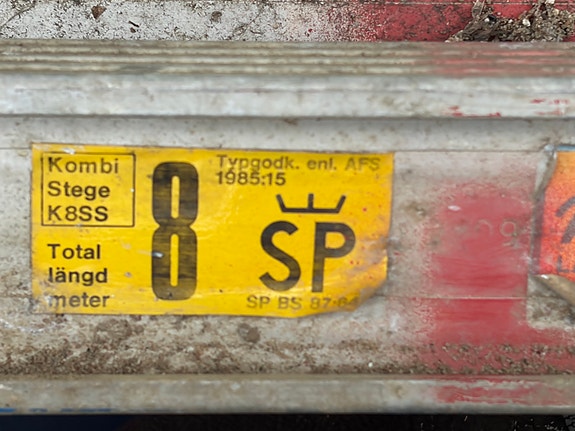 Kombi
Stege
K8SS
Total
längd
meter
8
Typgodk. enl. AFS
1985:15
SP
SP BS 87-64